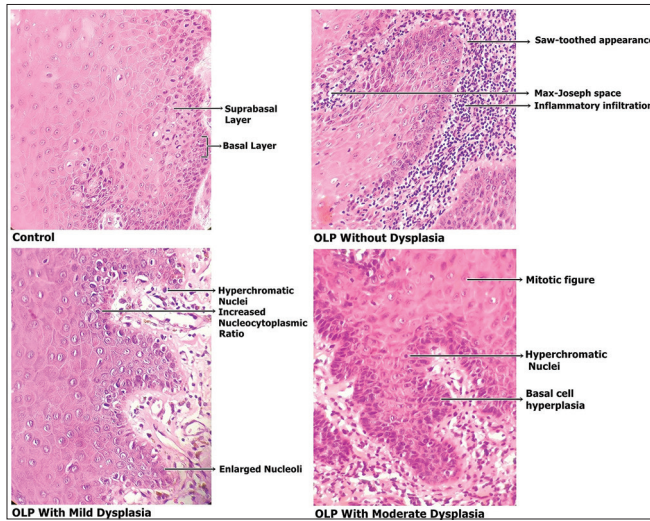 Suprabasal
Layer
Basal Layer
Control
Saw-toothed appearance
Max-Joseph space
Inflammatory infiltration
OLP Without Dysplasia
Hyperchromatic
Nuclei
Increased
Nucleocytoplasmic
Ratio
Enlarged Nucleoli
OLP With Mild Dysplasia
Mitotic figure
Hyperchromatic
Nuclei
Basal cell
hyperplasia
OLP With Moderate Dysplasia